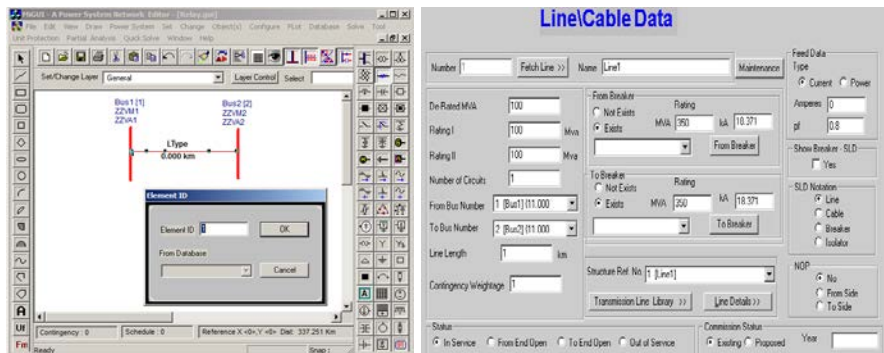 MiGUI - A Power System Network Editor - [Relay.gm]
File Edit View Draw Power System Set Change Object(s) Configure PLot Database Solve Tool
Unit Protection Partial Analysis Quick Solve Window Help
Set/Change Layer General Layer Control Select
Bus1 [1]
ZZVM1
ZZVA1
Bus2 [2]
ZZVM2
ZZVA2
LType
0.000 km
Element ID
Element ID 1 OK
From Database
Cancel
Contingency : 0 Schedule : 0 Reference X <0>,Y <0> Dist: 337.251 Km
Ready Snap :
Line\Cable Data
Number 1 Fetch Line >> Name Line1 Maintenance
De-Rated MVA 100
Rating I 100 Mva
Rating II 100 Mva
Number of Circuits 1
From Bus Number 1 [Bus1] (11.000
To Bus Number 2 [Bus2] (11.000
Line Length 1 km
Contingency Weightage 1
From Breaker
Not Exists
Exists
Rating
MVA 350 kA 18.371
From Breaker
To Breaker
Not Exists
Exists
Rating
MVA 350 kA 18.371
To Breaker
Structure Ref. No. 1 [Line1]
Transmission Line Library >> Line Details >>
Feed Data
Type
Current Power
Amperes 0
pf 0.8
Show Breaker - SLD
Yes
SLD Notation
Line
Cable
Breaker
Isolator
NOP
No
From Side
To Side
Status
In Service From End Open To End Open Out of Service
Commission Status
Existing Proposed Year